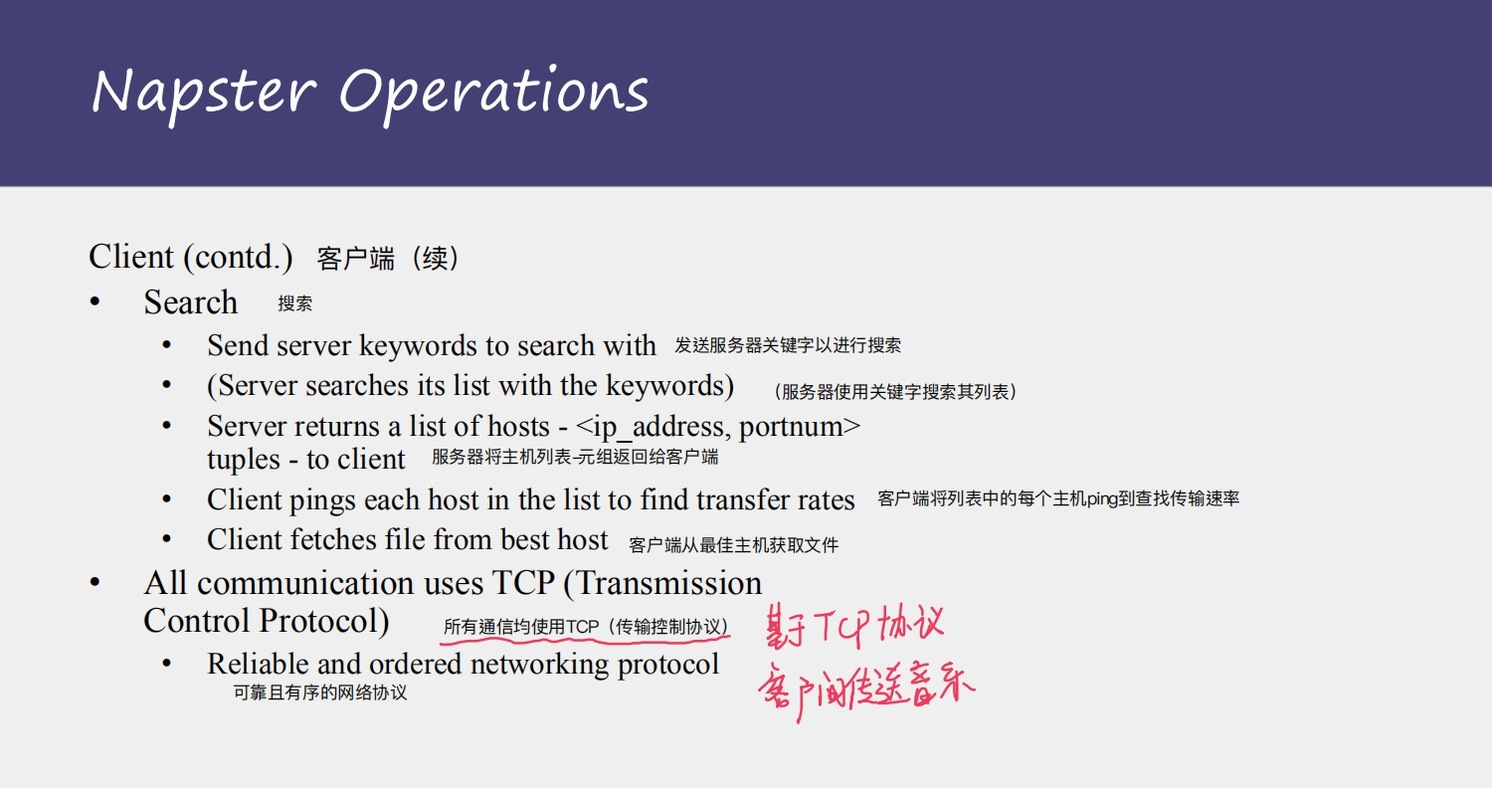 Napster Operations
Client (contd.) 客户端（续）
• Search 搜索
• Send server keywords to search with 发送服务器关键字以进行搜索
• (Server searches its list with the keywords) （服务器使用关键字搜索其列表）
• Server returns a list of hosts - <ip_address, portnum>
tuples - to client 服务器将主机列表-元组返回给客户端
• Client pings each host in the list to find transfer rates 客户端将列表中的每个主机ping到查找传输速率
• Client fetches file from best host 客户端从最佳主机获取文件
• All communication uses TCP (Transmission
Control Protocol) 所有通信均使用TCP（传输控制协议） 基于TCP协议
• Reliable and ordered networking protocol 客户间传送音乐
可靠且有序的网络协议